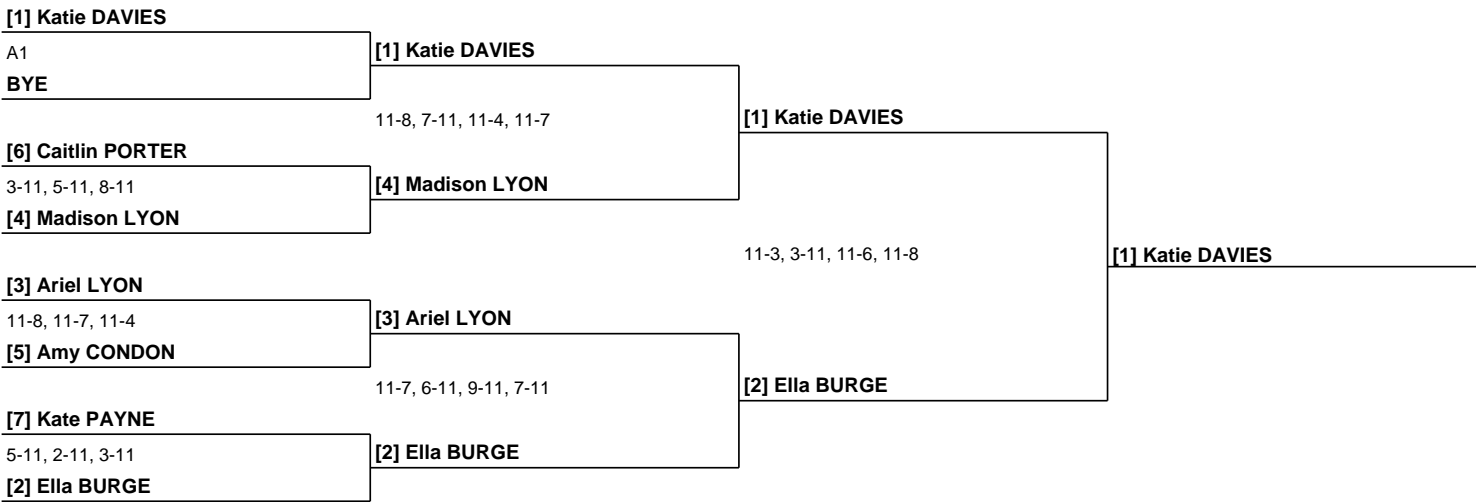 [1] Katie DAVIES
A1
BYE
[6] Caitlin PORTER
3-11, 5-11, 8-11
[4] Madison LYON
[3] Ariel LYON
11-8, 11-7, 11-4
[5] Amy CONDON
[7] Kate PAYNE
5-11, 2-11, 3-11
[2] Ella BURGE
[1] Katie DAVIES
11-8, 7-11, 11-4, 11-7
[4] Madison LYON
[3] Ariel LYON
11-7, 6-11, 9-11, 7-11
[2] Ella BURGE
[1] Katie DAVIES
11-3, 3-11, 11-6, 11-8
[2] Ella BURGE
[1] Katie DAVIES